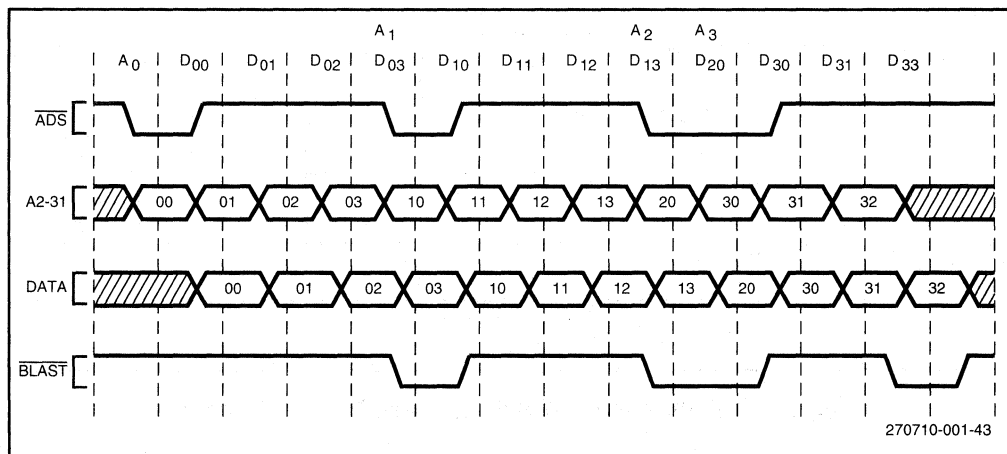 A1 A2 A3
A0 D00 D01 D02 D03 D10 D11 D12 D13 D20 D30 D31 D33
ADS
A2-31 00 01 02 03 10 11 12 13 20 30 31 32
DATA 00 01 02 03 10 11 12 13 20 30 31 32
BLAST
270710-001-43